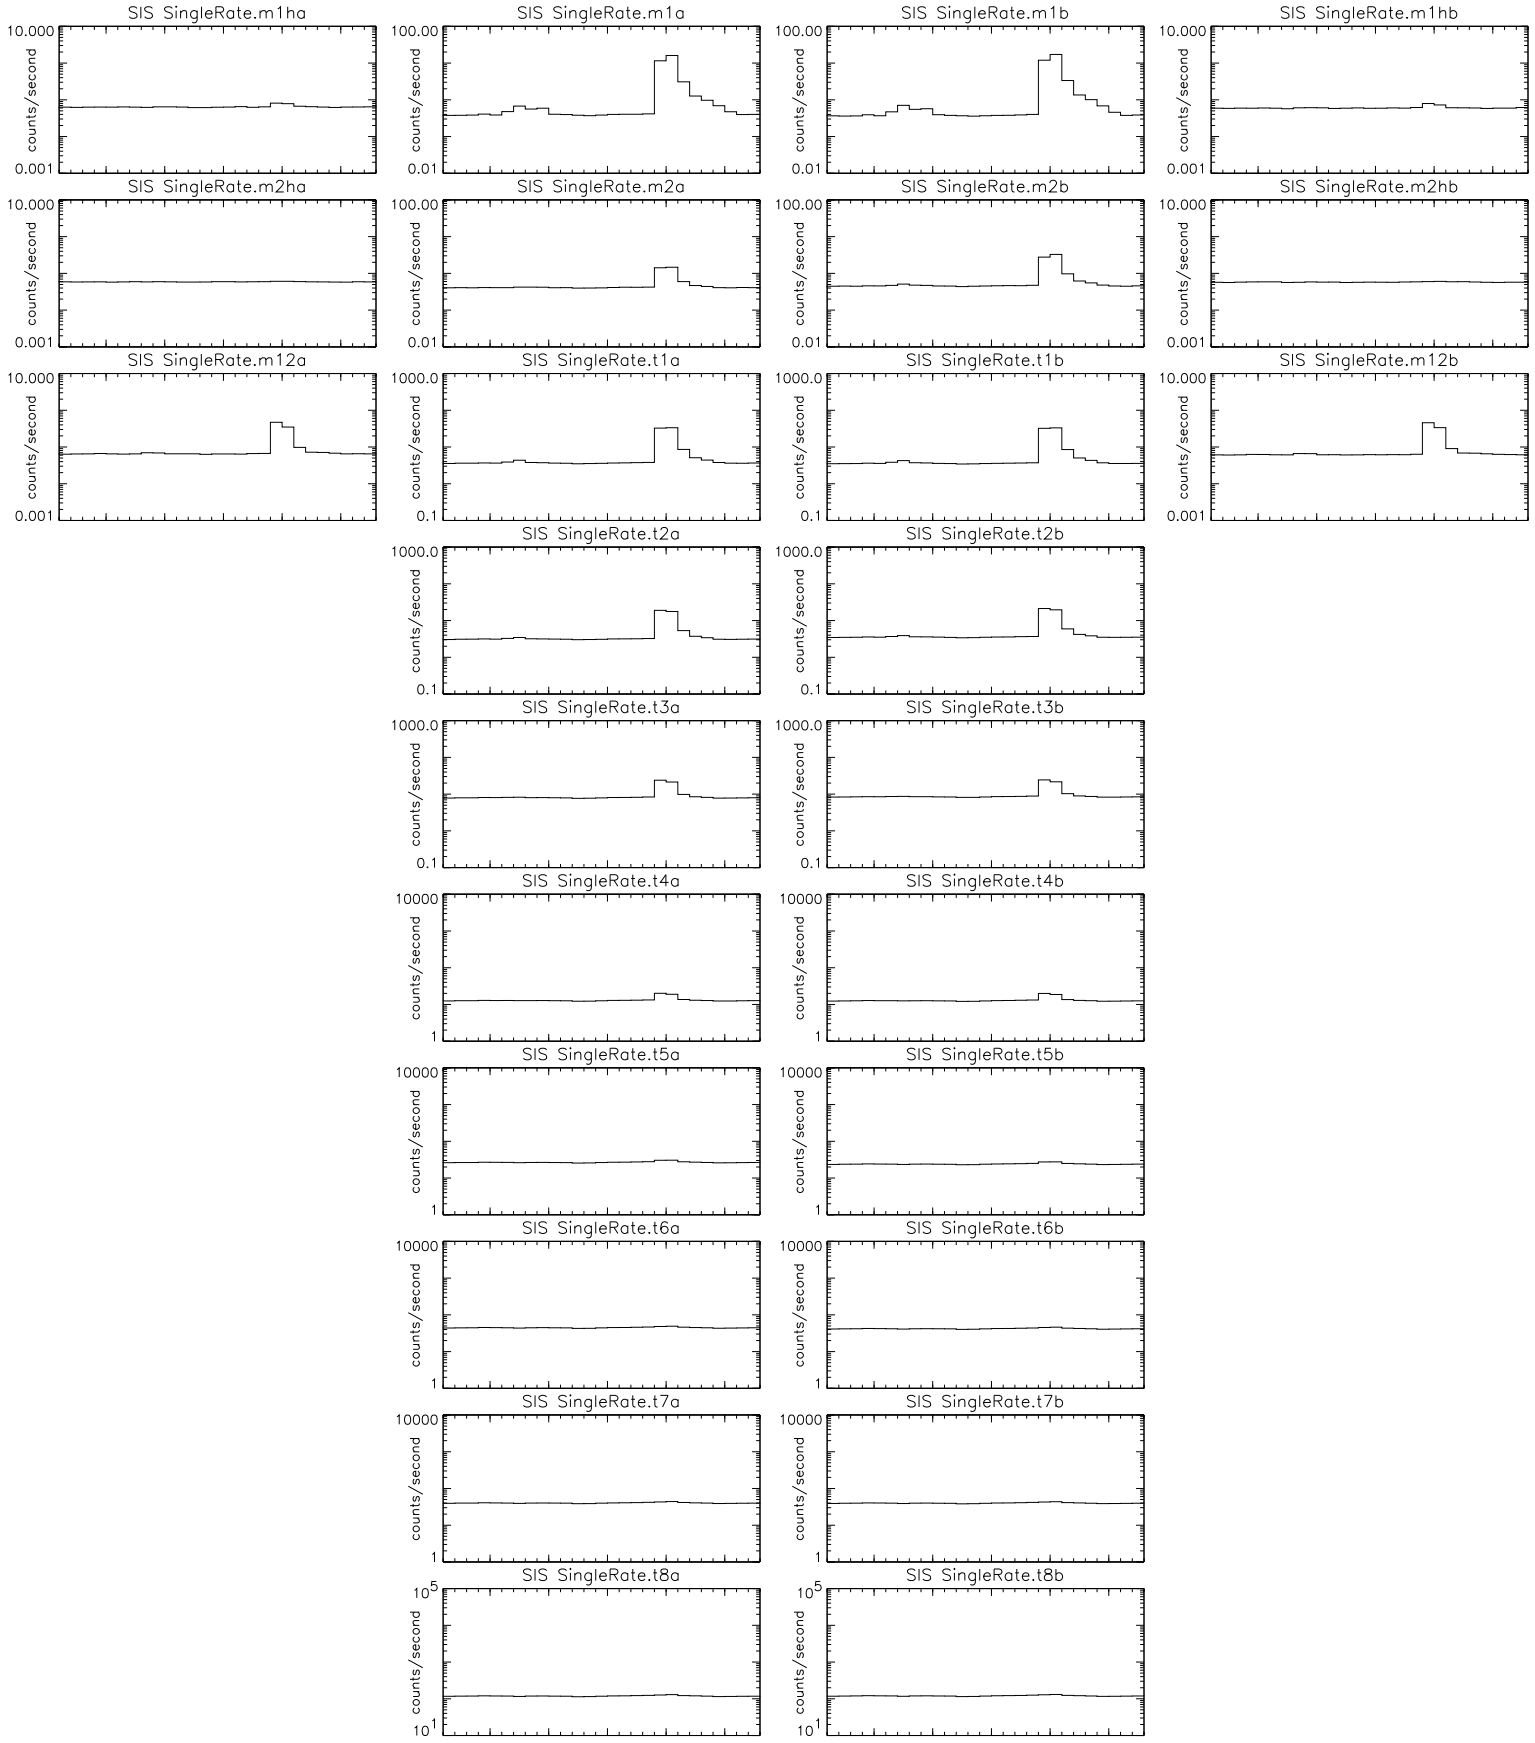 SIS SingleRate.m1ha
SIS SingleRate.m1a
SIS SingleRate.m1b
SIS SingleRate.m1hb
10.000
counts/second
0.001
100.00
counts/second
0.01
100.00
counts/second
0.01
10.000
counts/second
0.001
SIS SingleRate.m2ha
SIS SingleRate.m2a
SIS SingleRate.m2b
SIS SingleRate.m2hb
10.000
counts/second
0.001
100.00
counts/second
0.01
100.00
counts/second
0.01
10.000
counts/second
0.001
SIS SingleRate.m12a
SIS SingleRate.t1a
SIS SingleRate.t1b
SIS SingleRate.m12b
10.000
counts/second
0.001
1000.0
counts/second
0.1
1000.0
counts/second
0.1
10.000
counts/second
0.001
SIS SingleRate.t2a
SIS SingleRate.t2b
1000.0
counts/second
0.1
1000.0
counts/second
0.1
SIS SingleRate.t3a
SIS SingleRate.t3b
1000.0
counts/second
0.1
1000.0
counts/second
0.1
SIS SingleRate.t4a
SIS SingleRate.t4b
10000
counts/second
1
10000
counts/second
1
SIS SingleRate.t5a
SIS SingleRate.t5b
10000
counts/second
1
10000
counts/second
1
SIS SingleRate.t6a
SIS SingleRate.t6b
10000
counts/second
1
10000
counts/second
1
SIS SingleRate.t7a
SIS SingleRate.t7b
10000
counts/second
1
10000
counts/second
1
SIS SingleRate.t8a
SIS SingleRate.t8b
10⁵
counts/second
10¹
10⁵
counts/second
10¹